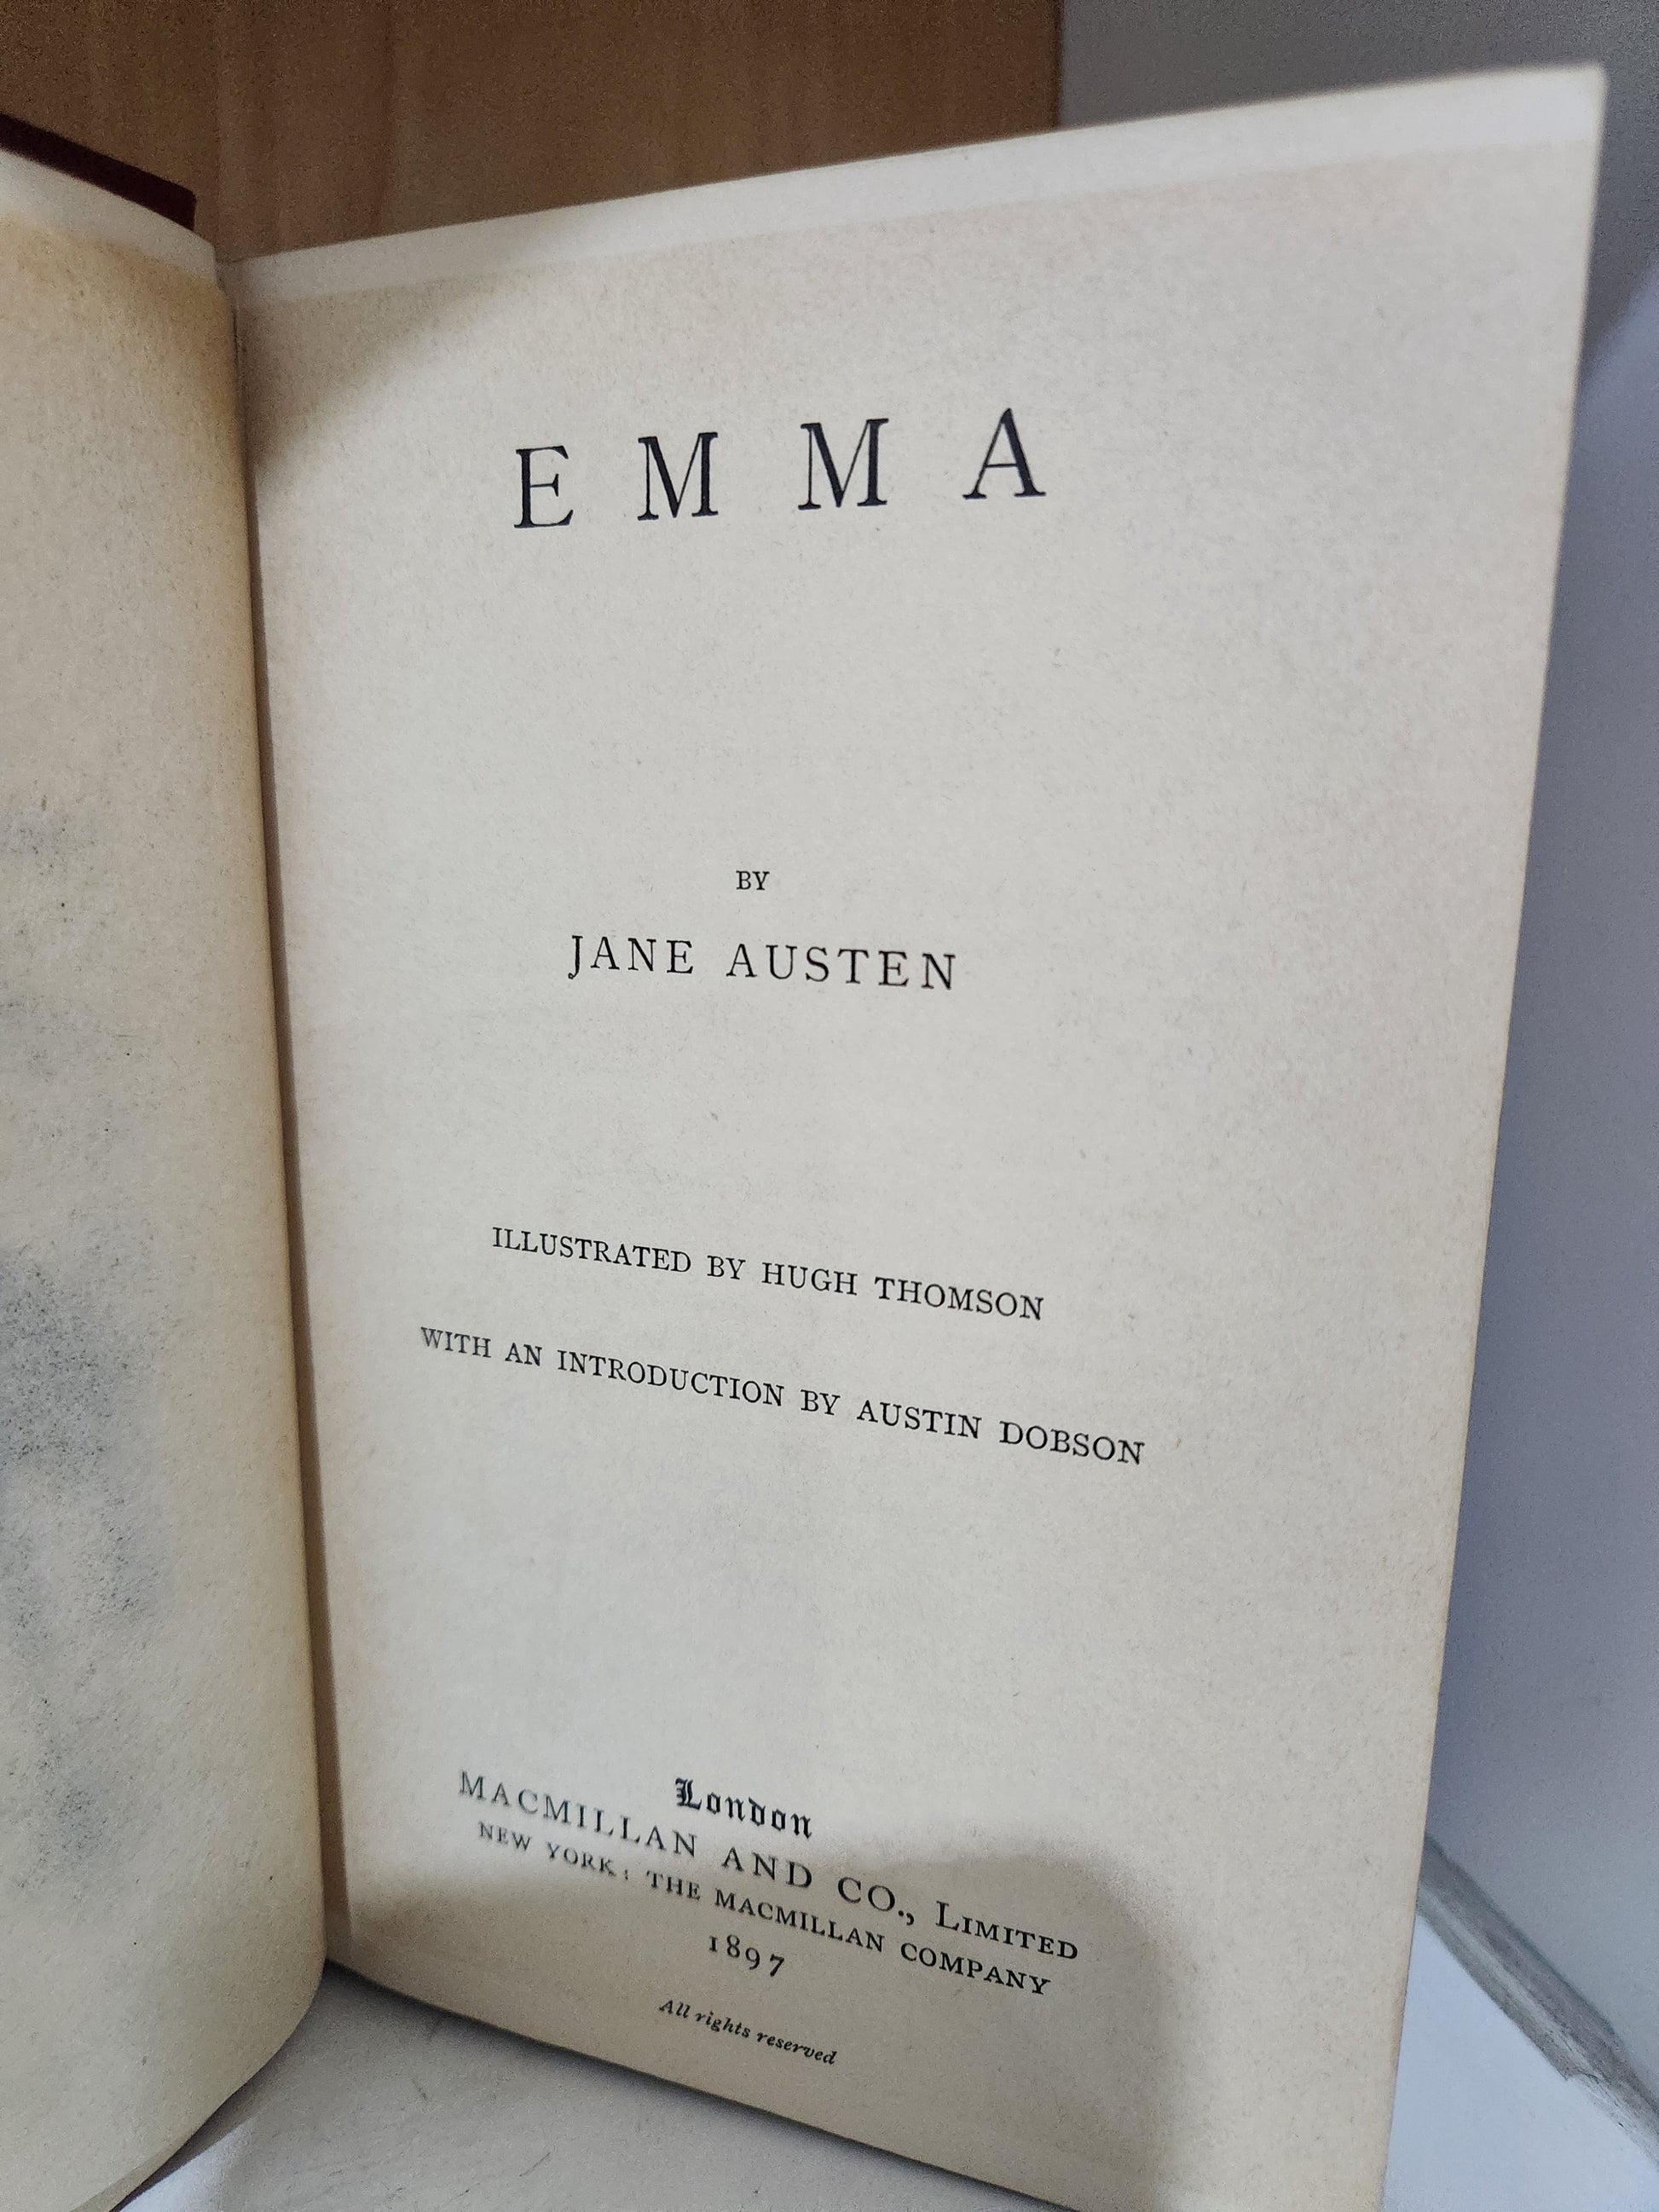 EMMA
BY
JANE AUSTEN
ILLUSTRATED BY HUGH THOMSON
WITH AN INTRODUCTION BY AUSTIN DOBSON
London
MACMILLAN AND CO., LIMITED
NEW YORK: THE MACMILLAN COMPANY
1897
All rights reserved